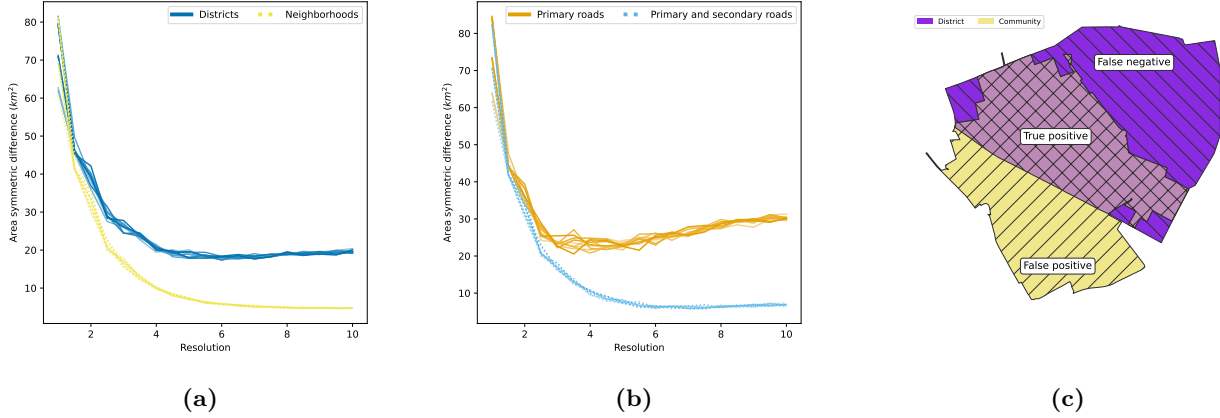 Districts
Neighborhoods
Area symmetric difference (km²)
80
70
60
50
40
30
20
10
2
4
6
8
10
Resolution
(a)
Primary roads
Primary and secondary roads
Area symmetric difference (km²)
80
70
60
50
40
30
20
10
2
4
6
8
10
Resolution
(b)
District
Community
False negative
True positive
False positive
(c)